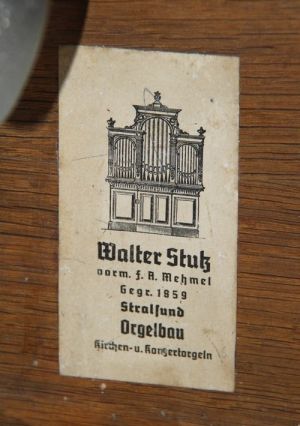 Walter Stutz
vorm. F. A. Mehmel
Gegr. 1859
Stralsund
Orgelbau
Kirchen- u. Konzertorgeln